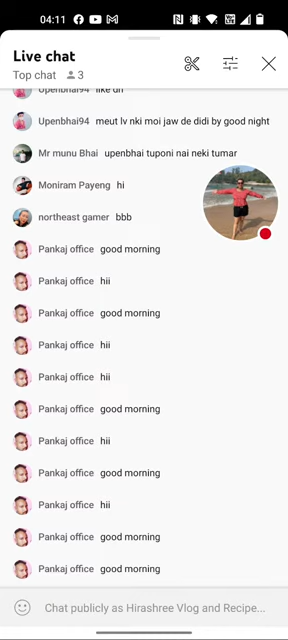 04:11
Live chat
Top chat 3
Upenbhai94 like dn
Upenbhai94 meut lv nki moi jaw de didi by good night
Mr munu Bhai upenbhai tuponi nai neki tumar
Moniram Payeng hi
northeast gamer bbb
Pankaj office good morning
Pankaj office hii
Pankaj office good morning
Pankaj office hii
Pankaj office hii
Pankaj office good morning
Pankaj office hii
Pankaj office good morning
Pankaj office hii
Pankaj office good morning
Pankaj office good morning
Chat publicly as Hirashree Vlog and Recipe...